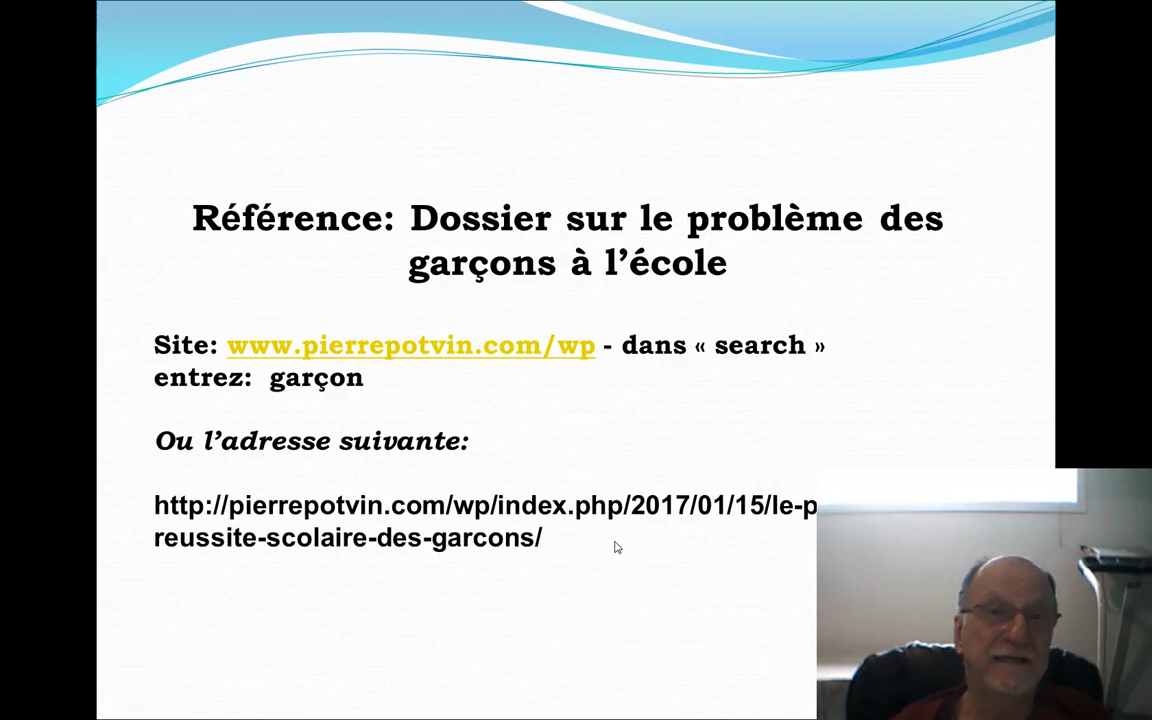 Référence: Dossier sur le problème des
garçons à l’école
Site: www.pierrepotvin.com/wp - dans « search »
entrez:  garçon
Ou l’adresse suivante:
http://pierrepotvin.com/wp/index.php/2017/01/15/le-p
reussite-scolaire-des-garcons/